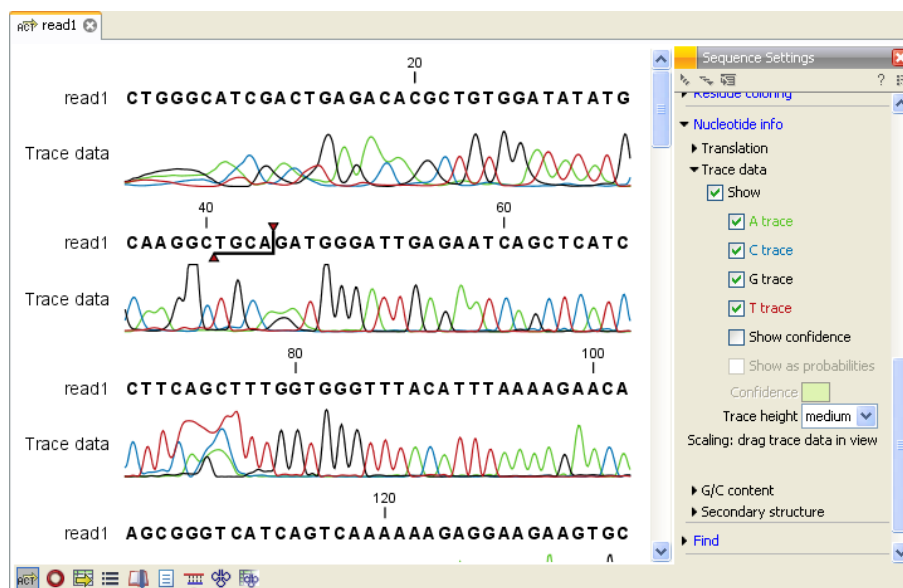 ACT read1
20
read1 CTGGGCATCGACTGAGACACGCTGTGGATATATG
Trace data
40 60
read1 CAAGGCTGCAGATGGGATTGAGAATCAGCTCATC
Trace data
80 100
read1 CTTCAGCTTTGGTGGGTTTACATTTAAAAGAACA
Trace data
120
read1 AGCGGGTCATCAGTCAAAAAAGAGGAAGAAGTGC
ACT
Sequence Settings
?
Residue coloring
Nucleotide info
Translation
Trace data
Show
A trace
C trace
G trace
T trace
Show confidence
Show as probabilities
Confidence
Trace height medium
Scaling: drag trace data in view
G/C content
Secondary structure
Find